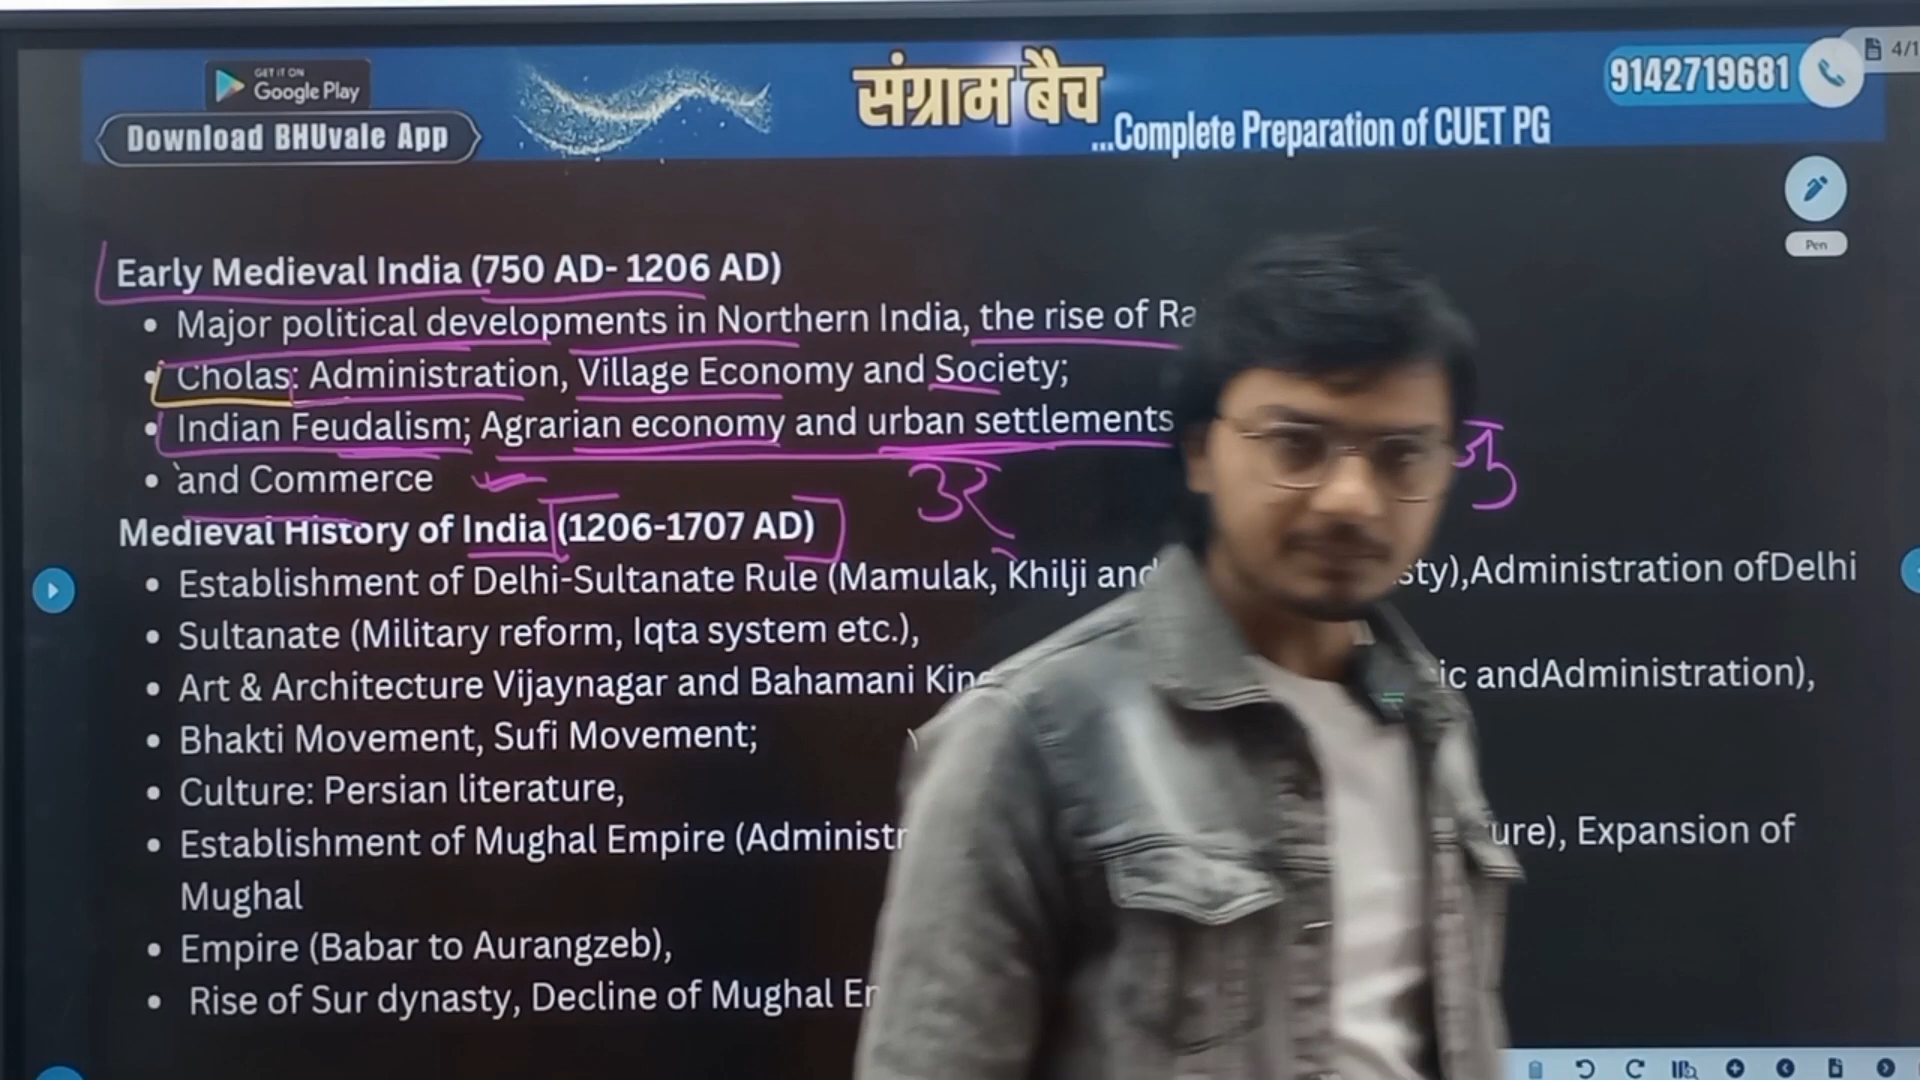 GET IT ON
Google Play
Download BHUvale App
संग्राम बैच
...Complete Preparation of CUET PG
9142719681
4/1
Pen
Early Medieval India (750 AD- 1206 AD)
• Major political developments in Northern India, the rise of
• Cholas: Administration, Village Economy and Society;
• Indian Feudalism; Agrarian economy and urban settlements
• and Commerce
Medieval History of India (1206-1707 AD)
• Establishment of Delhi-Sultanate Rule (Mamulak, Khilji and sty),Administration ofDelhi
• Sultanate (Military reform, Iqta system etc.),
• Art & Architecture Vijaynagar and Bahamani ic andAdministration),
• Bhakti Movement, Sufi Movement;
• Culture: Persian literature,
• Establishment of Mughal Empire ure), Expansion of
Mughal
• Empire (Babar to Aurangzeb),
• Rise of Sur dynasty, Decline of Mughal